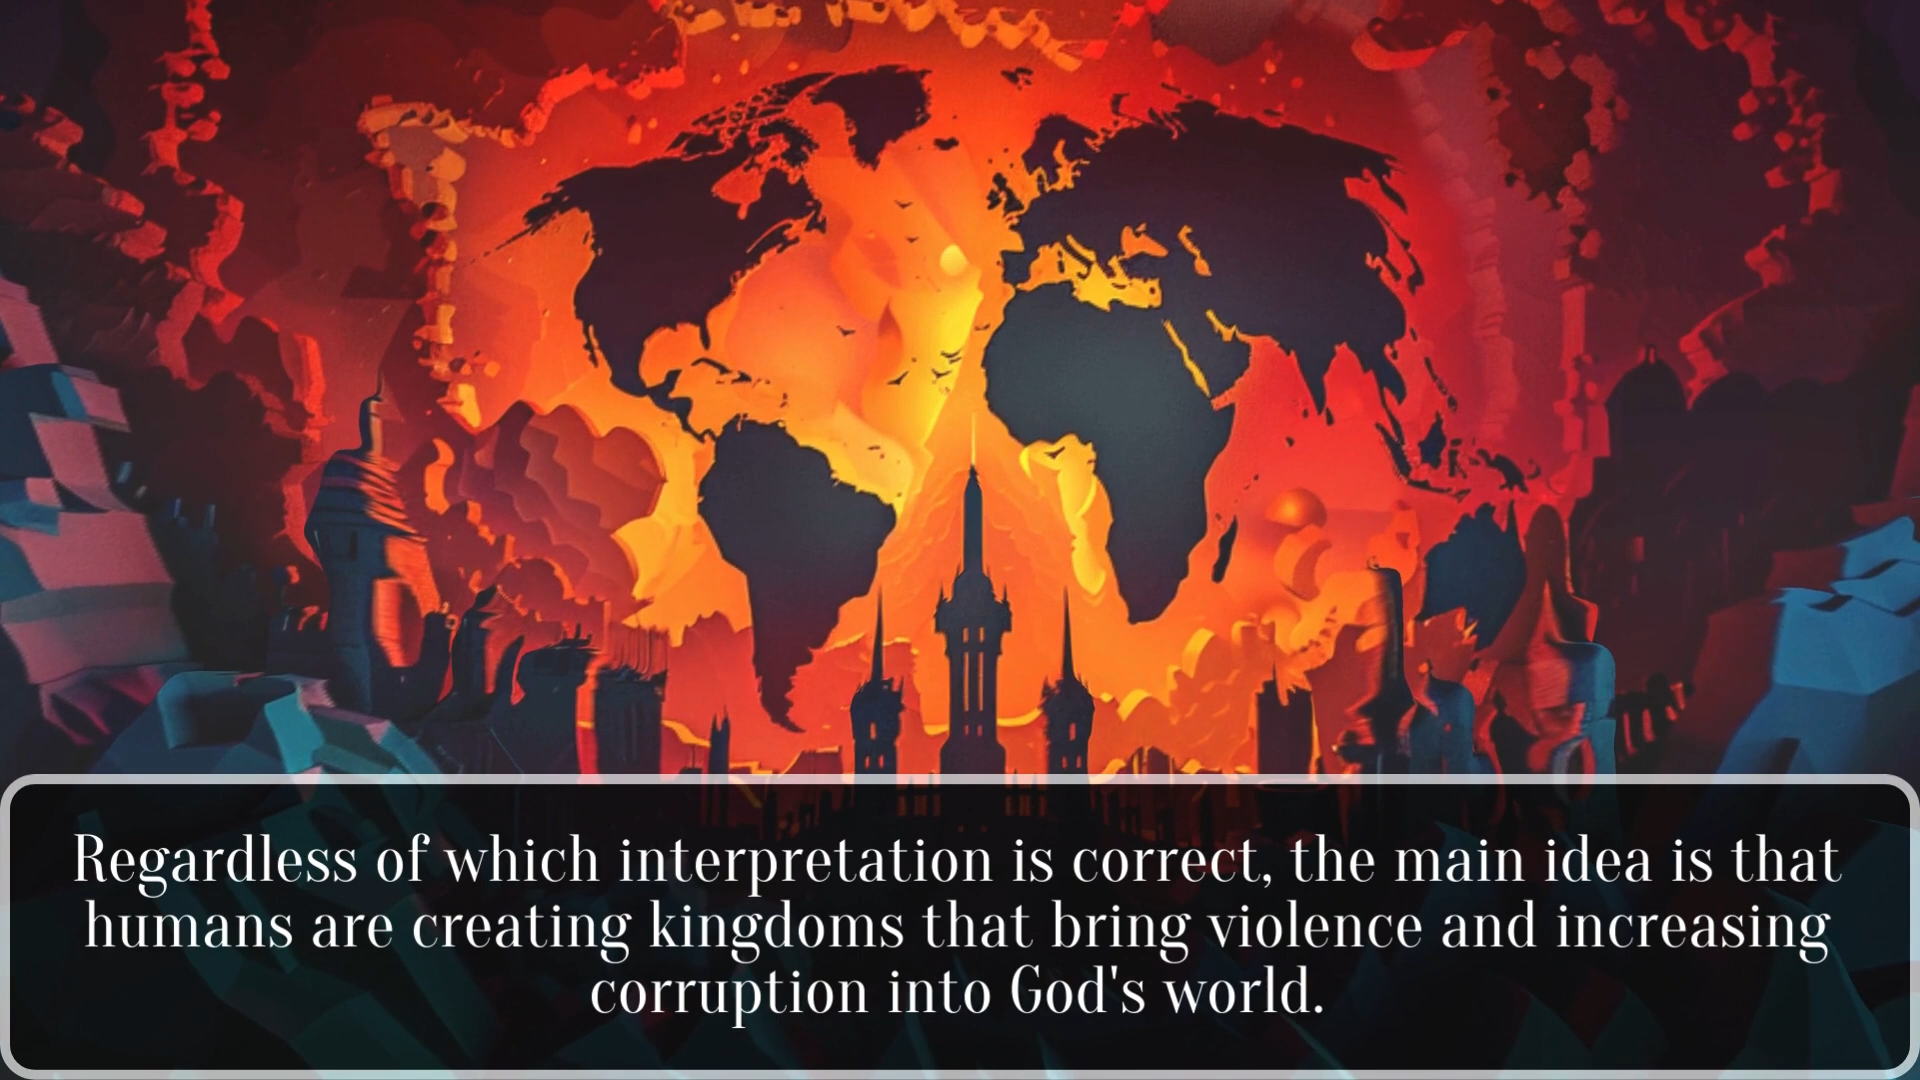 Regardless of which interpretation is correct, the main idea is that
humans are creating kingdoms that bring violence and increasing
corruption into God's world.